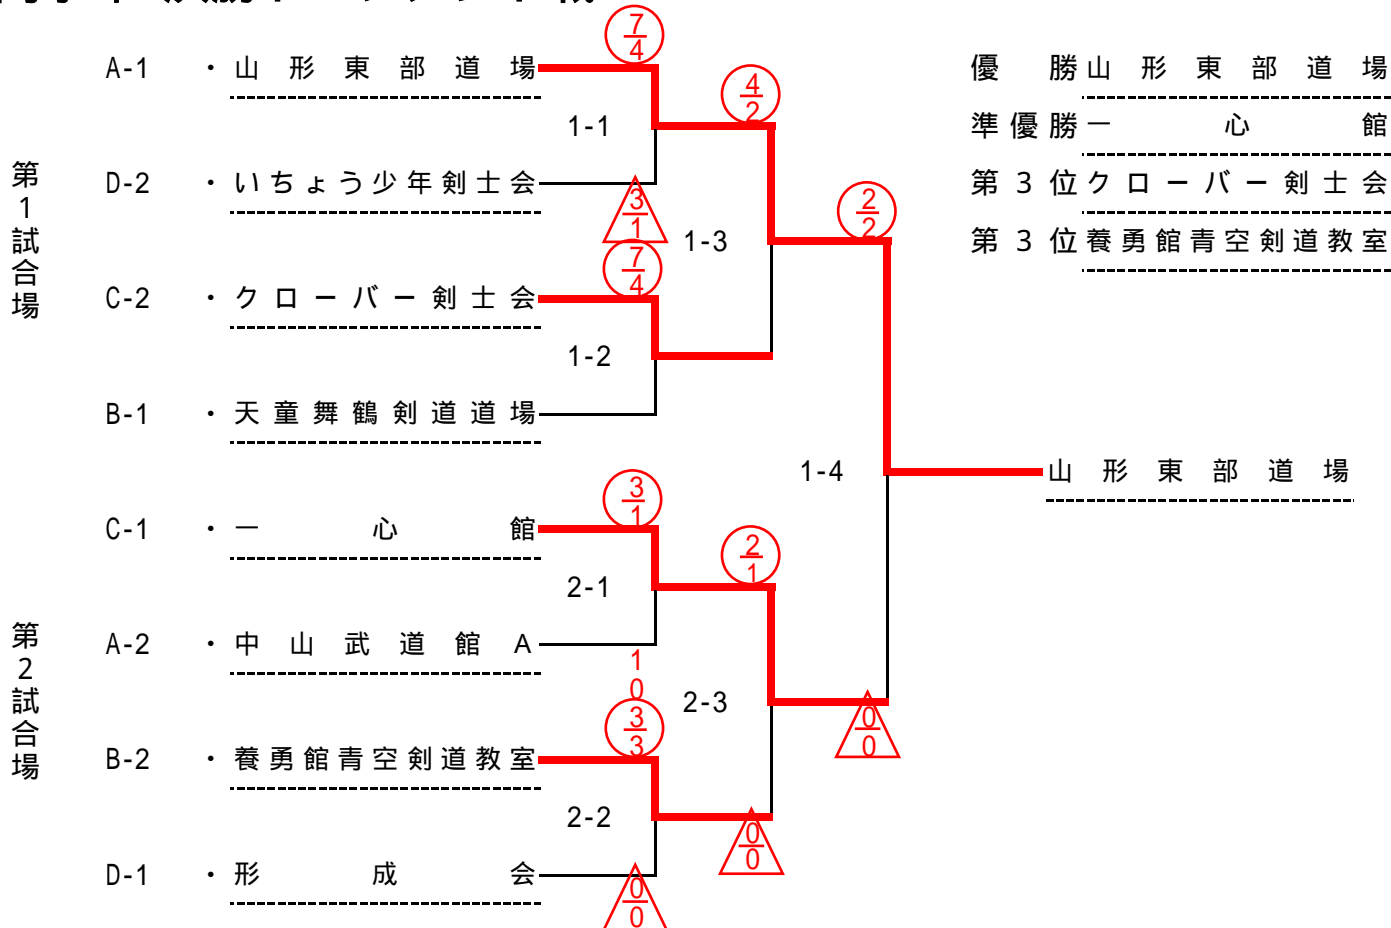 7
4
A-1 ・山形東部道場
優勝 山形東部道場
4
2
1-1
準優勝 一心館
第1試合場
D-2 ・いちょう少年剣士会
3
1
第3位 クローバー剣士会
2
2
1-3
第3位 養勇館青空剣道教室
7
4
C-2 ・クローバー剣士会
1-2
B-1 ・天童舞鶴剣道道場
1-4
山形東部道場
3
1
C-1 ・一心館
2
1
2-1
第2試合場
A-2 ・中山武道館A
1
0
2-3
0
0
3
3
B-2 ・養勇館青空剣道教室
2-2
0
0
D-1 ・形成会
0
0